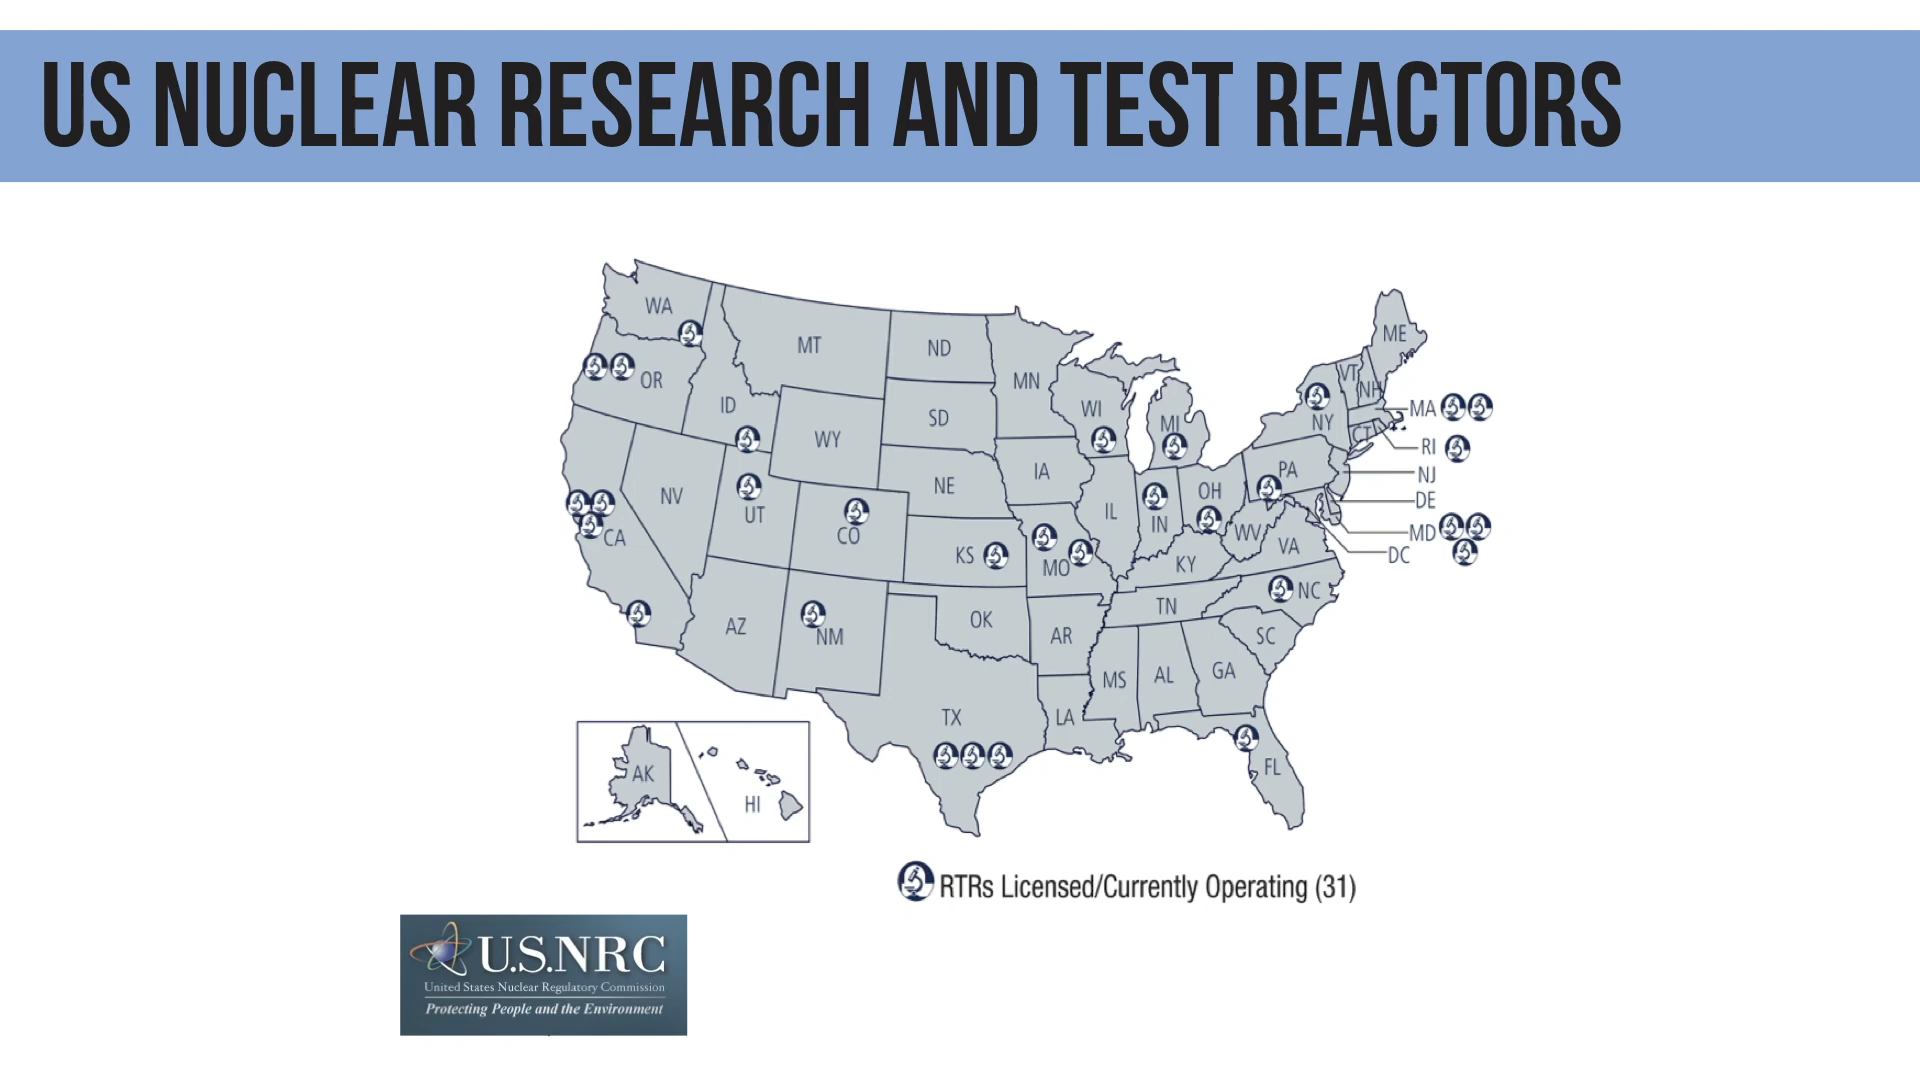 US NUCLEAR RESEARCH AND TEST REACTORS
WA
MT
ND
MN
ME
OR
ID
SD
WI
MI
VT
NH
NY
MA
CT
RI
WY
IA
PA
NJ
NV
UT
CO
NE
IL
IN
OH
DE
CA
KS
MO
KY
WV
VA
MD
DC
AZ
NM
OK
AR
TN
NC
SC
MS
AL
GA
TX
LA
FL
AK
HI
RTRs Licensed/Currently Operating (31)
U.S.NRC
United States Nuclear Regulatory Commission
Protecting People and the Environment